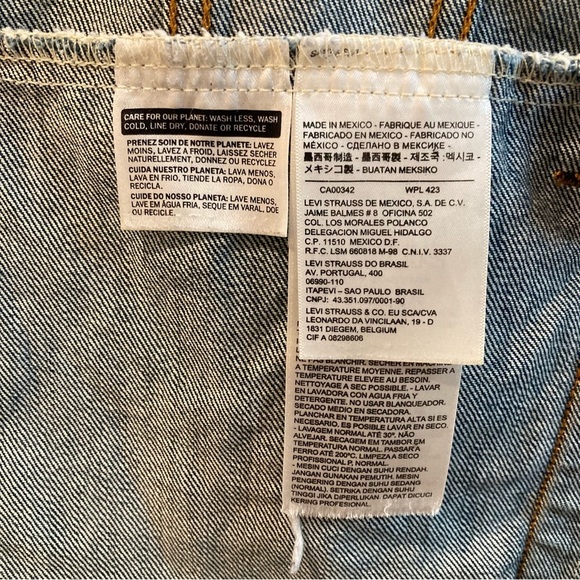 CARE FOR OUR PLANET: WASH LESS, WASH
COLD, LINE DRY. DONATE OR RECYCLE
PRENEZ SOIN DE NOTRE PLANETE: LAVEZ
MOINS, LAVEZ A FROID, LAISSEZ SECHER
NATURELLEMENT, DONNEZ OU RECYCLEZ
CUIDA NUESTRO PLANETA: LAVA MENOS,
LAVA EN FRIO, TIENDE LA ROPA, DONA O
RECICLA.
CUIDE DO NOSSO PLANETA: LAVE MENOS,
LAVE EM ÁGUA FRIA, SEQUE EM VARAL, DOE
OU RECICLE.
MADE IN MEXICO - FABRIQUE AU MEXIQUE -
FABRICADO EN MEXICO - FABRICADO NO
MÉXICO - СДЕЛАНО В МЕКСИКЕ -
墨西哥制造 - 墨西哥製 - 제조국 :멕시코 -
メキシコ製 - BUATAN MEKSIKO
CA00342 WPL 423
LEVI STRAUSS DE MEXICO, S.A. DE C.V.
JAIME BALMES # 8 OFICINA 502
COL. LOS MORALES POLANCO
DELEGACION MIGUEL HIDALGO
C.P. 11510 MEXICO D.F.
R.F.C. LSM 660818 M-98 C.N.I.V. 3337
LEVI STRAUSS DO BRASIL
AV. PORTUGAL, 400
06990-110
ITAPEVI – SAO PAULO BRASIL
CNPJ: 43.351.097/0001-90
LEVI STRAUSS & CO. EU SCA/CVA
LEONARDO DA VINCILAAN, 19 - D
1831 DIEGEM, BELGIUM
CIF A 08298606
NE PAS BLANCHIR. SECHER EN MACHINE
A TEMPERATURE MOYENNE. REPASSER A
TEMPERATURE ELEVEE AU BESOIN.
NETTOYAGE A SEC POSSIBLE. - LAVAR
EN LAVADORA CON AGUA FRIA Y
DETERGENTE. NO USAR BLANQUEADOR.
SECADO MEDIO EN SECADORA.
PLANCHAR EN TEMPERATURA ALTA SI ES
NECESARIO. ES POSIBLE LAVAR EN SECO.
- LAVAGEM NORMAL ATÉ 30°. NÃO
ALVEJAR. SECAGEM EM TAMBOR EM
TEMPERATURA NORMAL. PASSAR A
FERRO ATÉ 200°C. LIMPEZA A SECO
PROFISSIONAL P, NORMAL.
- MESIN CUCI DENGAN SUHU RENDAH.
JANGAN GUNAKAN PEMUTIH. MESIN
PENGERING DENGAN SUHU SEDANG
(NORMAL). SETRIKA DENGAN SUHU
TINGGI JIKA DIPERLUKAN. DAPAT DICUCI
KERING PROFESIONAL.